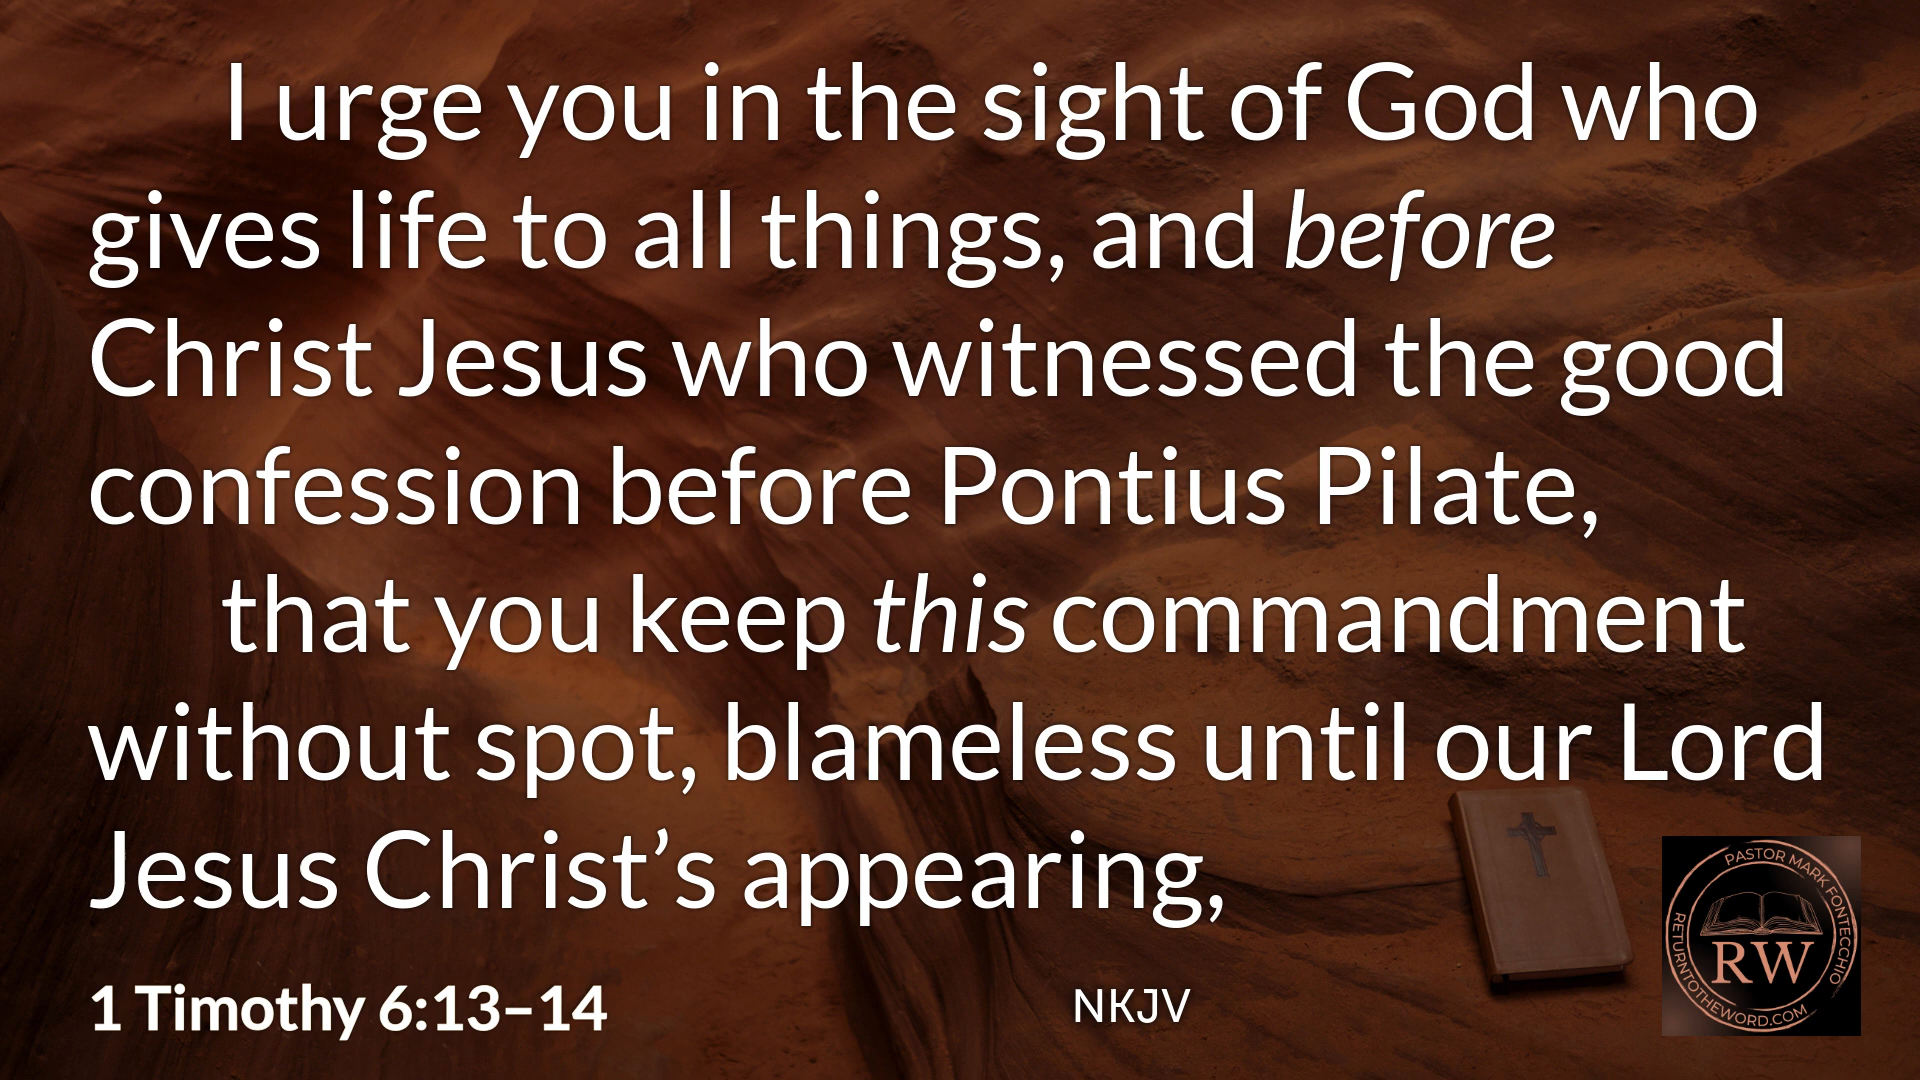 I urge you in the sight of God who
gives life to all things, and before
Christ Jesus who witnessed the good
confession before Pontius Pilate,
that you keep this commandment
without spot, blameless until our Lord
Jesus Christ’s appearing,
1 Timothy 6:13–14
NKJV
PASTOR MARK FONTECCHIO
RW
RETURNTOTHEWORD.COM